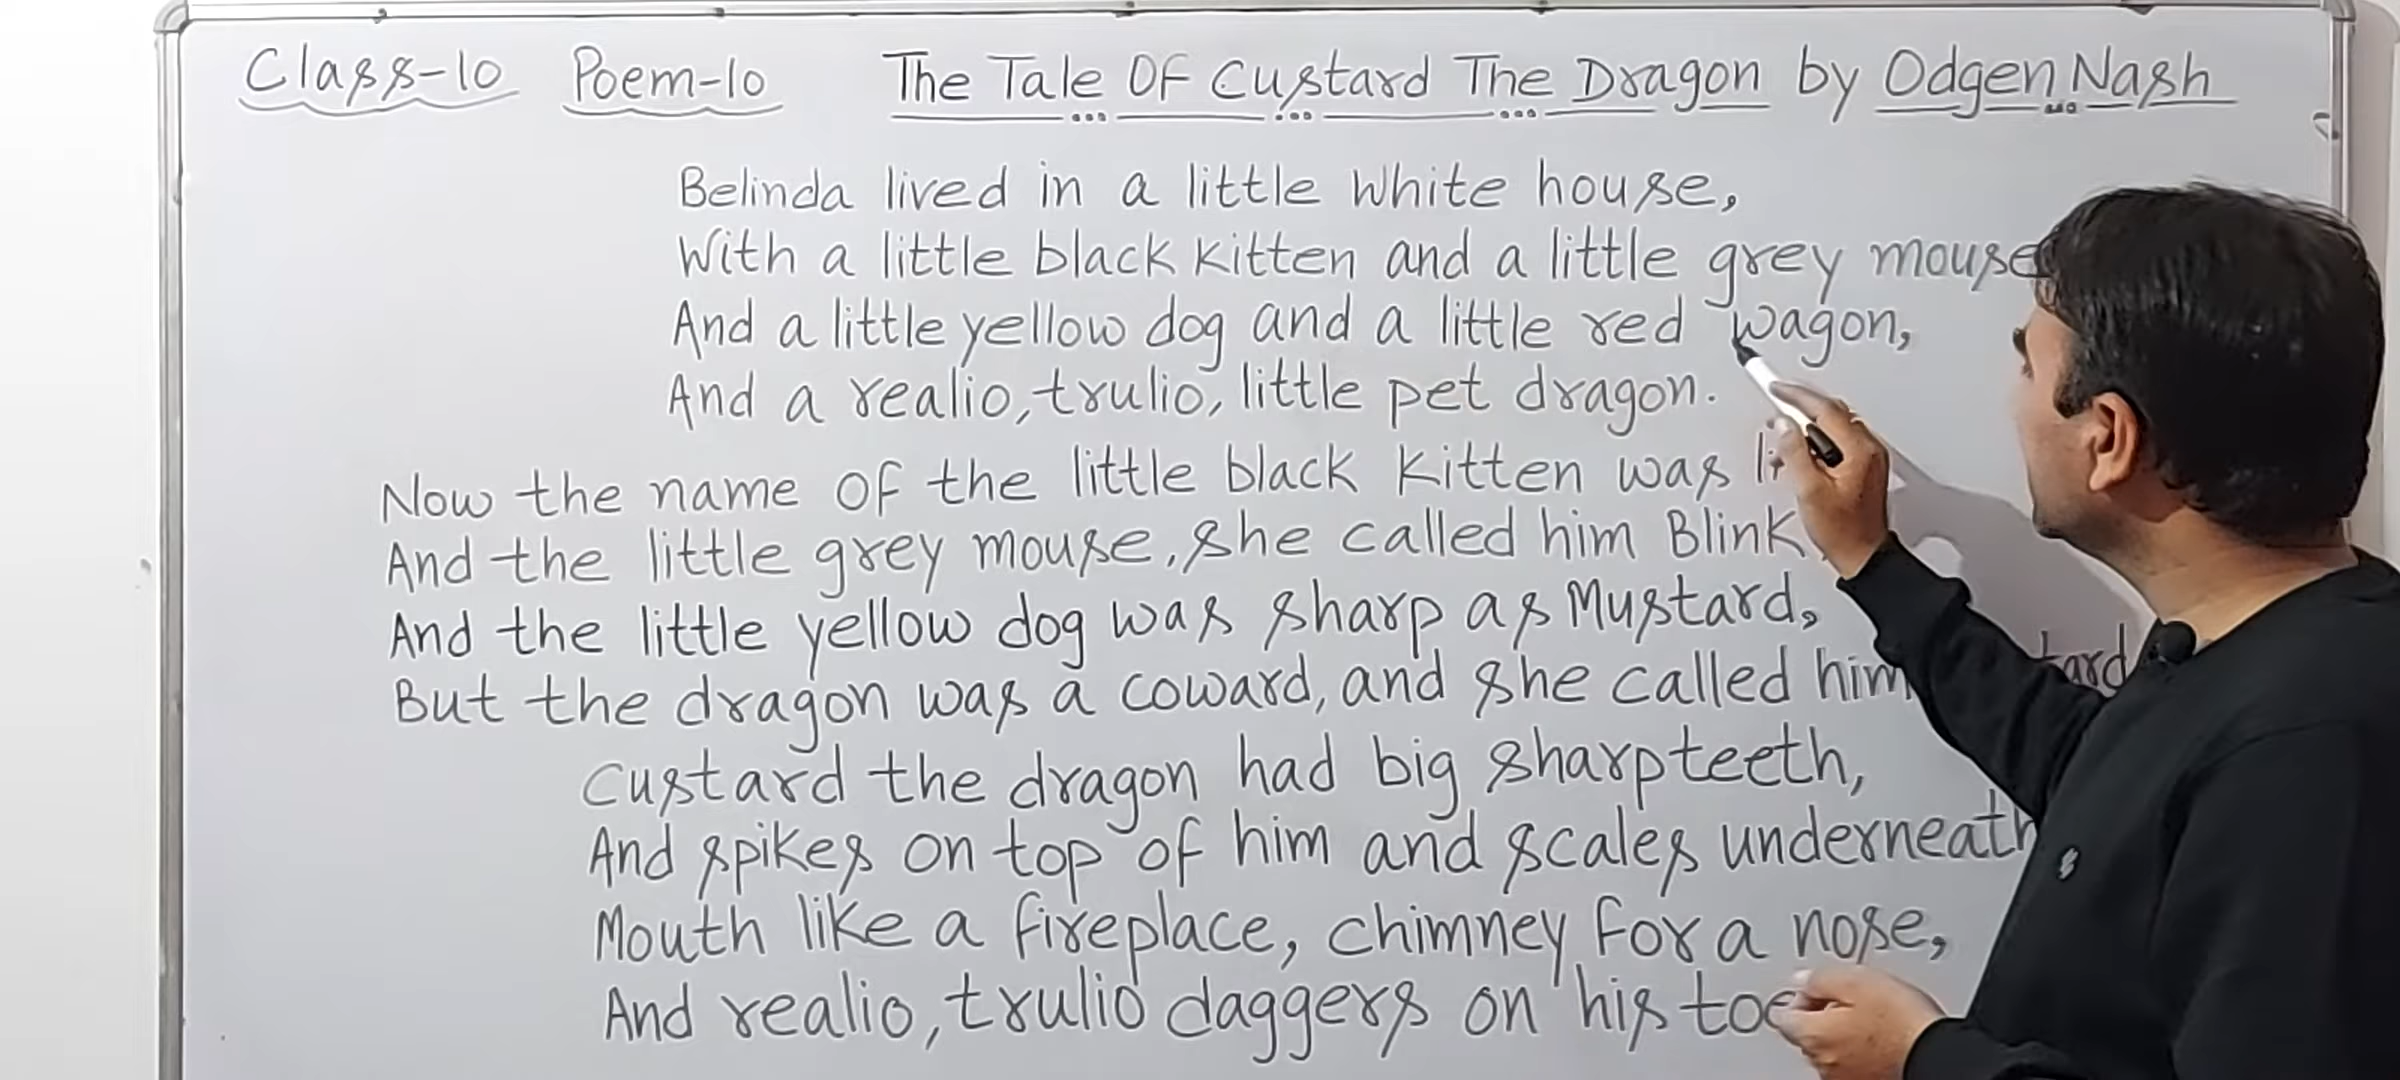 Class-10 Poem-10 The Tale Of Custard The Dragon by Odgen Nash
Belinda lived in a little white house,
With a little black kitten and a little grey mouse
And a little yellow dog and a little red wagon,
And a realio, trulio, little pet dragon.
Now the name of the little black kitten was
And the little grey mouse, she called him Blink
And the little yellow dog was sharp as Mustard,
But the dragon was a coward, and she called him
Custard the dragon had big sharp teeth,
And spikes on top of him and scales underneath
Mouth like a fireplace, chimney for a nose,
And realio, trulio daggers on his